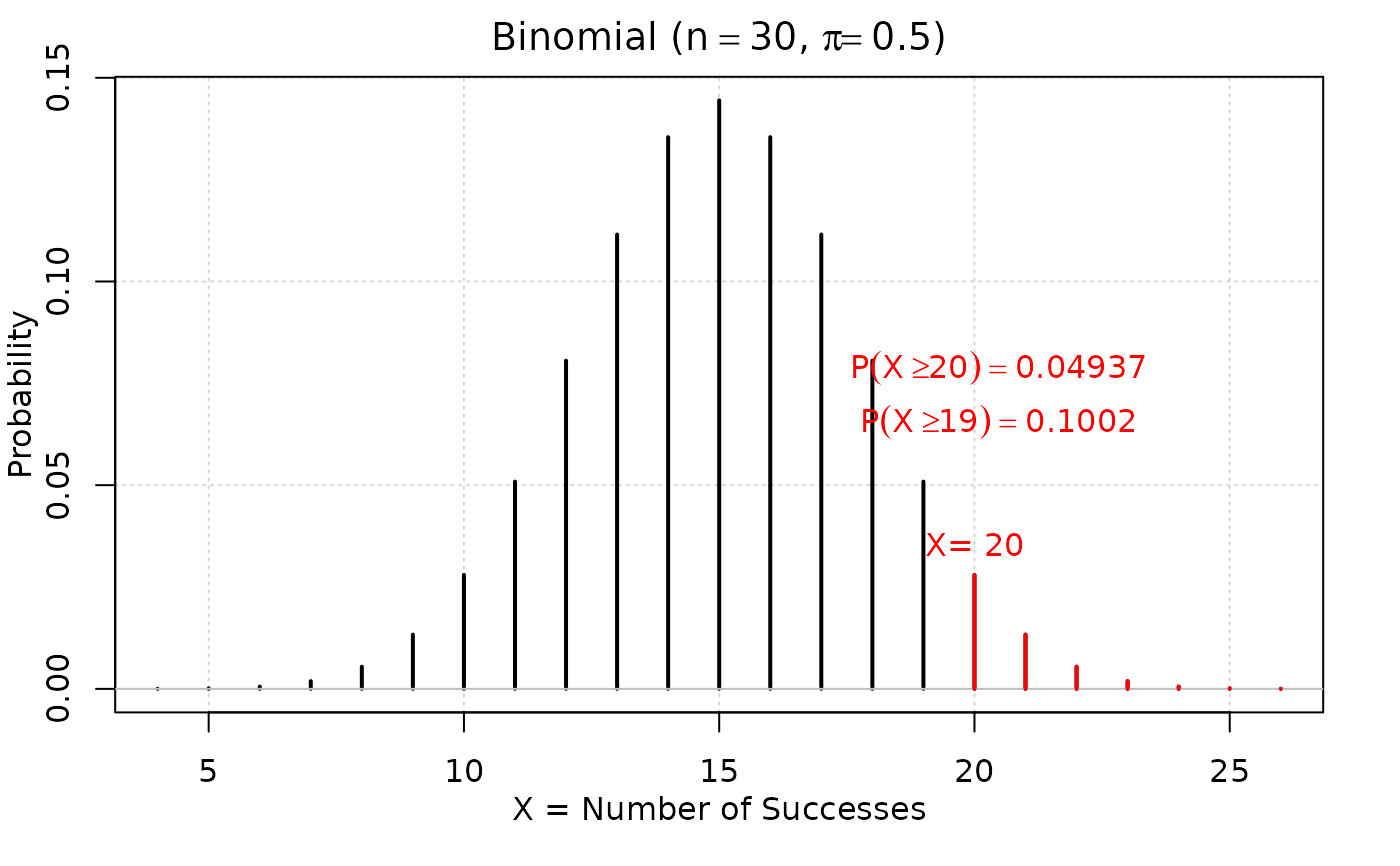 Binomial (n = 30, π= 0.5)
0.15
0.10
0.05
0.00
Probability
P(X ≥20) = 0.04937
P(X ≥19) = 0.1002
X= 20
5 10 15 20 25
X = Number of Successes